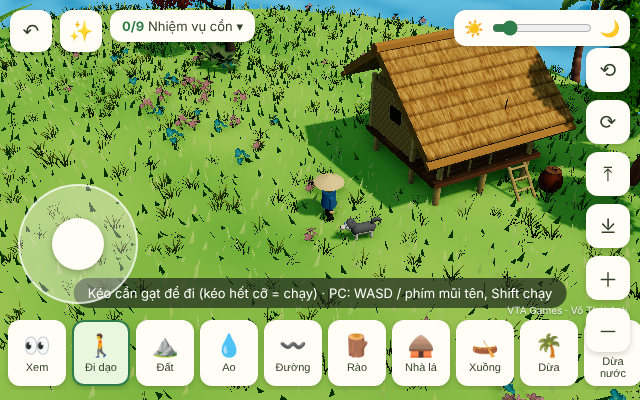 0/9 Nhiệm vụ cồn ▾
Kéo cần gạt để đi (kéo hết cỡ = chạy) · PC: WASD / phím mũi tên, Shift chạy
VTA Games · Võ
Xem
Đi dạo
Đất
Ao
Đường
Rào
Nhà lá
Xuồng
Dừa
Dừa nước